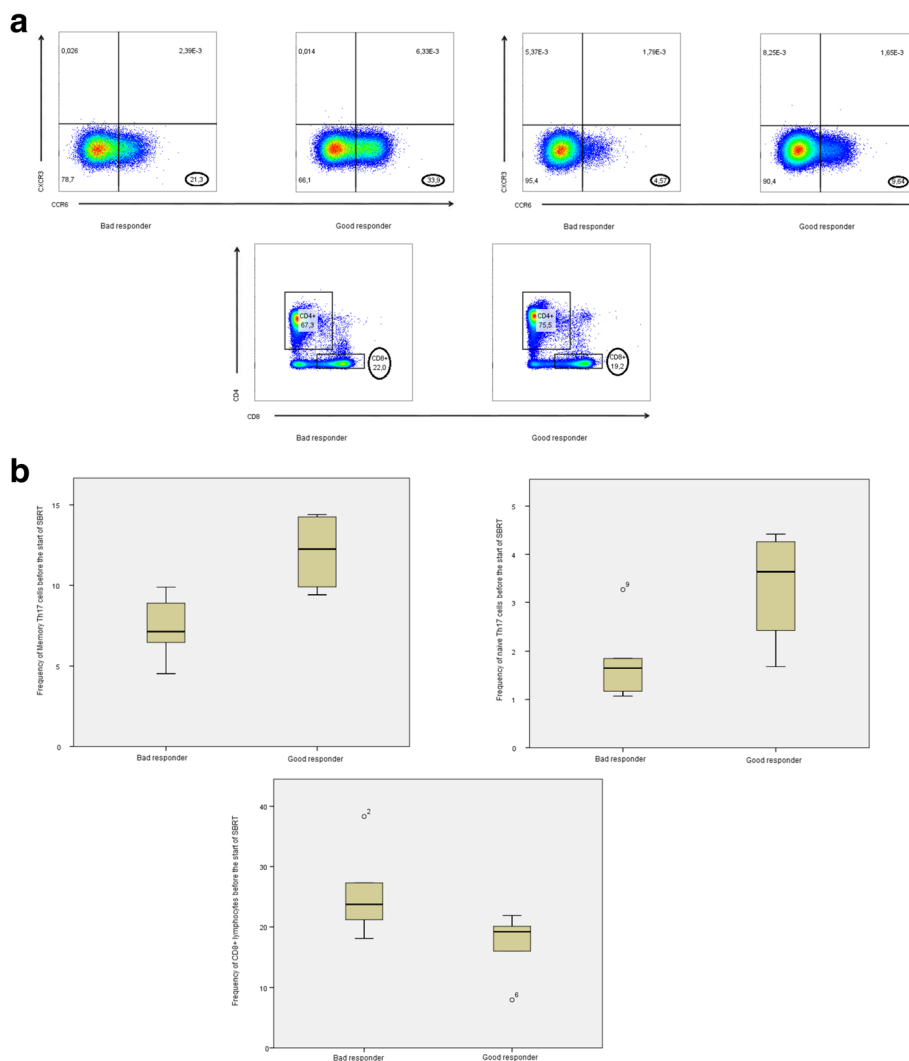 a
0,026 2,39E-3
78,7 21,3
0,014 6,33E-3
66,1 33,9
CXCR3
CCR6
Bad responder Good responder
5,37E-3 1,79E-3
95,4 4,57
8,25E-3 1,65E-3
90,4 9,64
CXCR3
CCR6
Bad responder Good responder
CD4+
67,3
CD8+
22,0
CD4+
75,5
CD8+
19,2
CD4
CD8
Bad responder Good responder
b
Frequency of Memory Th17 cells before the start of SBRT
15
10
5
0
Bad responder Good responder
Frequency of naive Th17 cells before the start of SBRT
5
4
3
2
1
0
9
Bad responder Good responder
Frequency of CD8+ lymphocytes before the start of SBRT
40
30
20
10
0
2
6
Bad responder Good responder